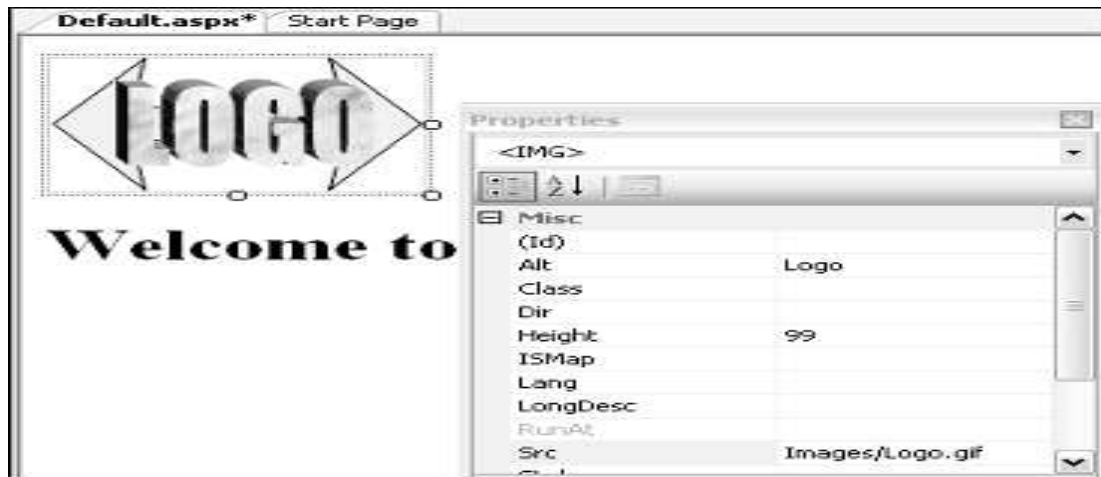 Default.aspx* Start Page
LOGO
Properties
<IMG>
Misc
(Id)
Alt Logo
Class
Dir
Height 99
ISMap
Lang
LongDesc
RunAt
Src Images/Logo.gif
Welcome to